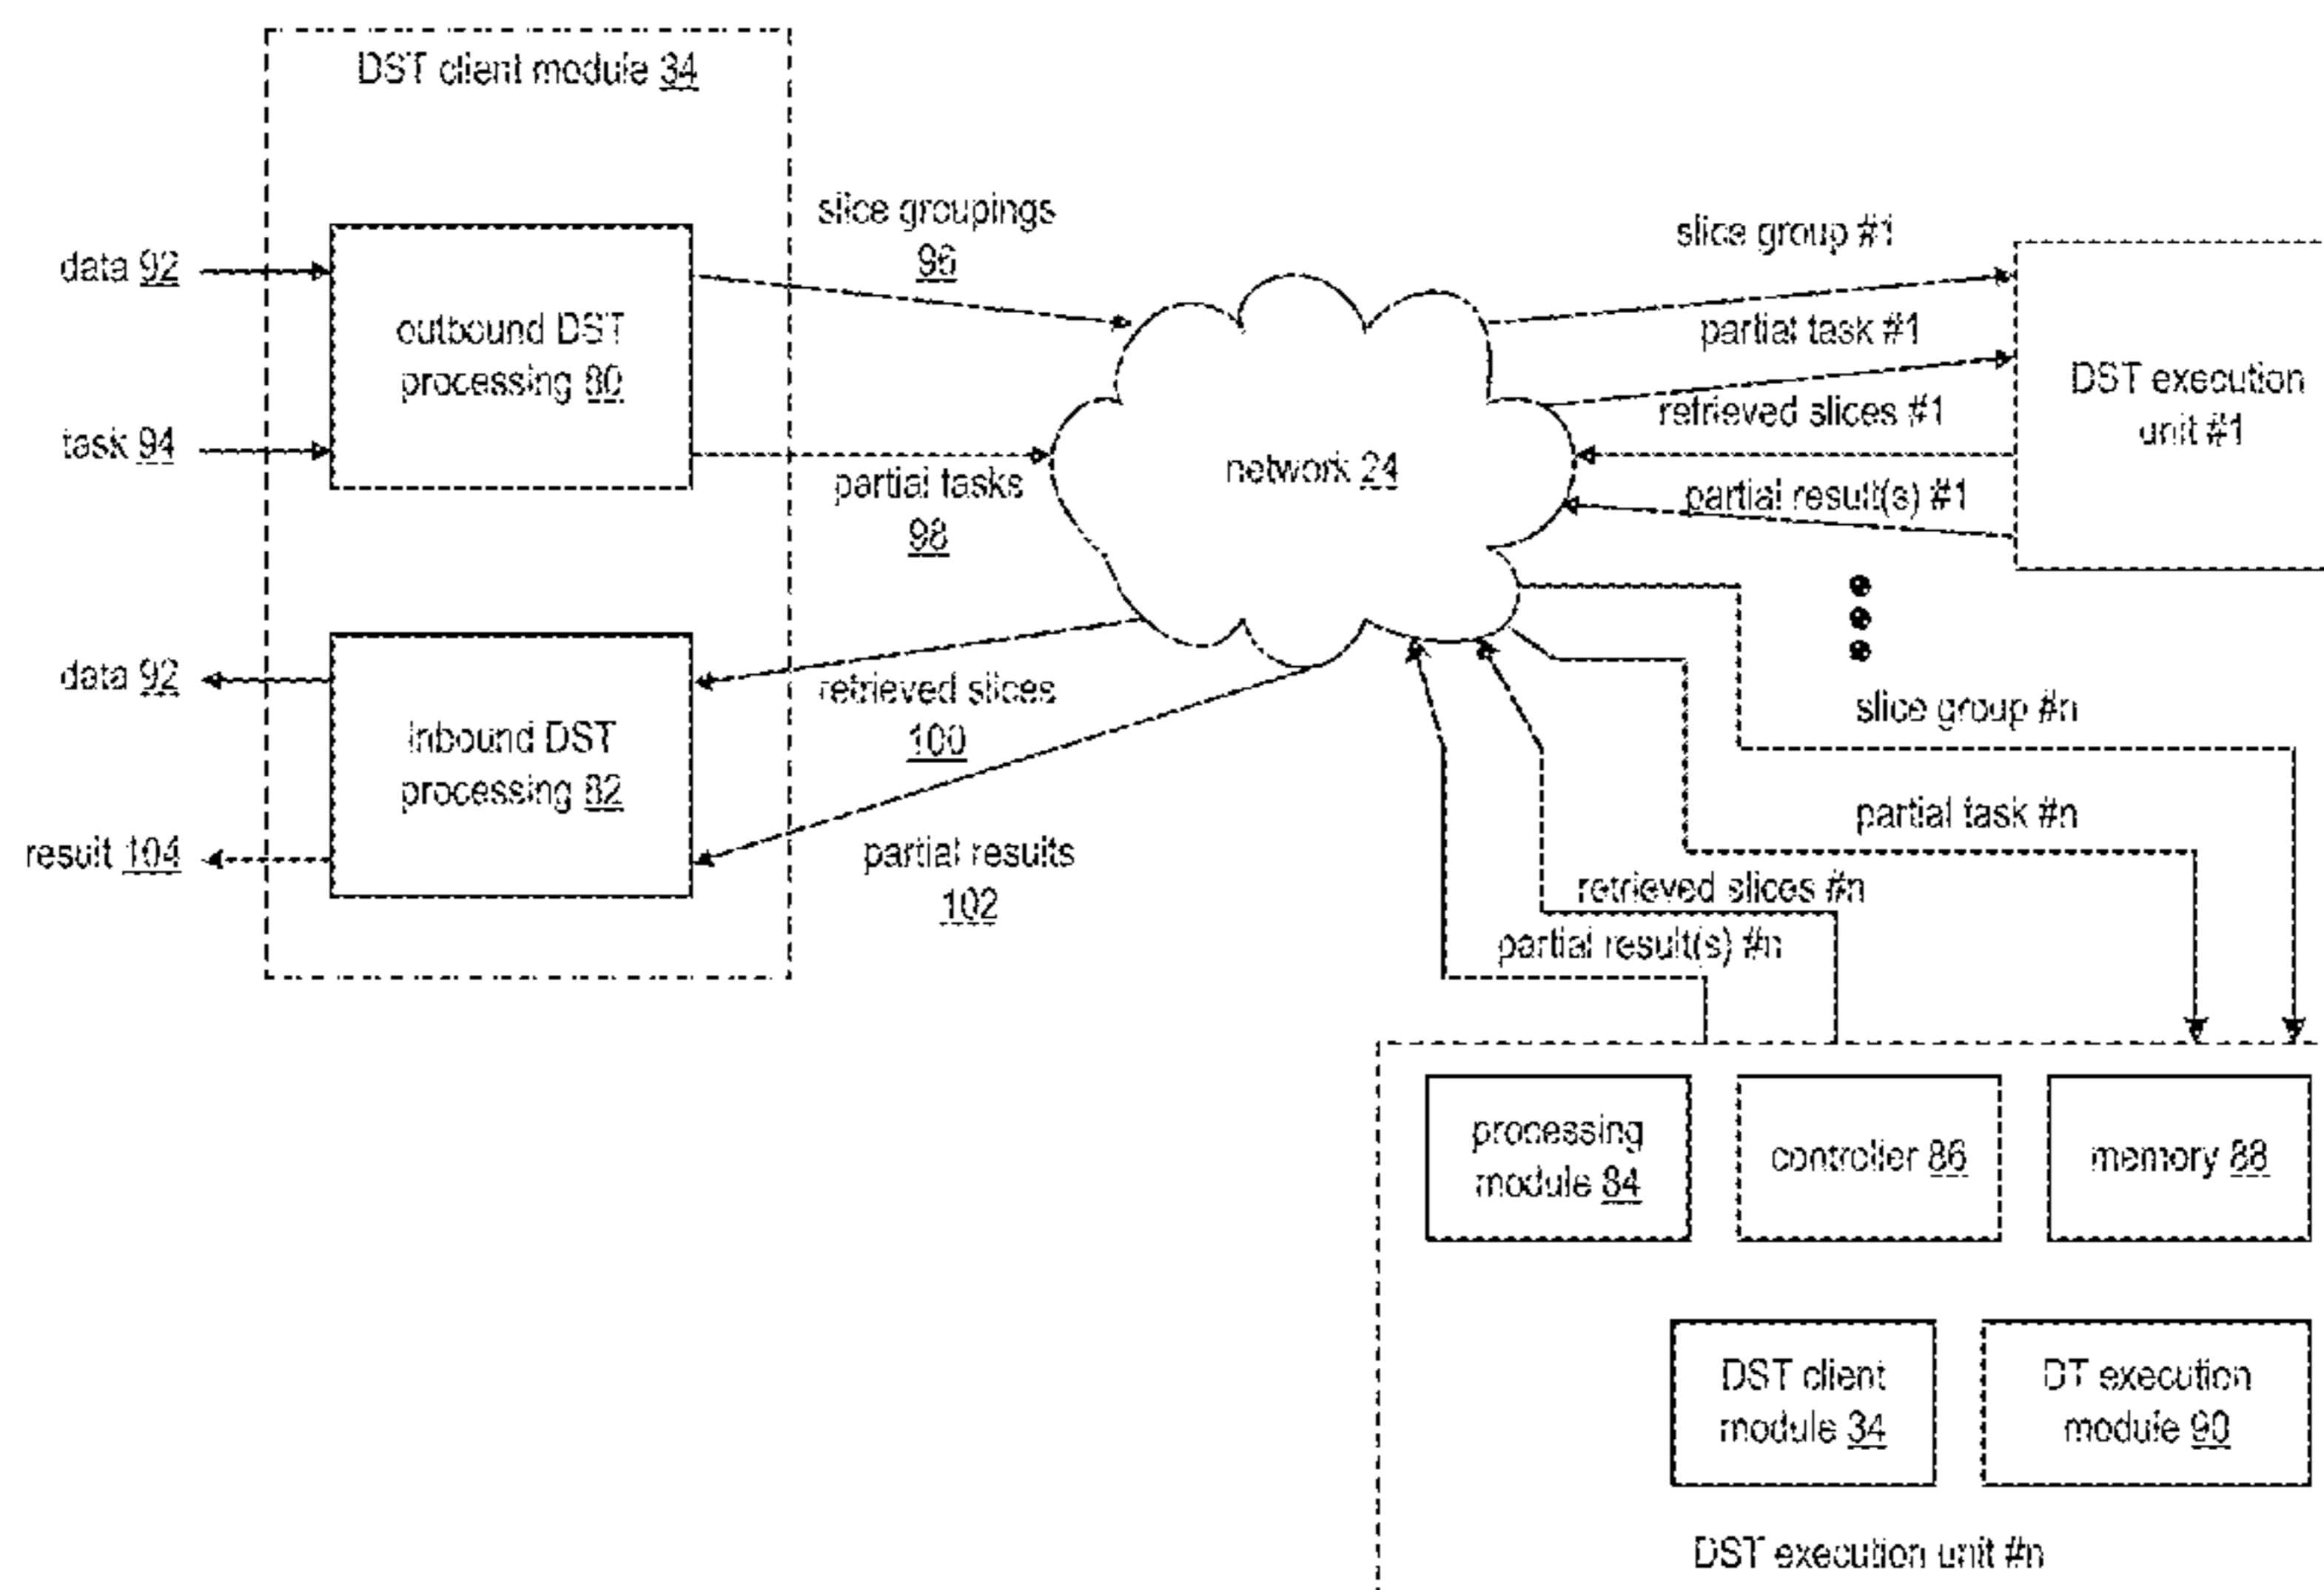 DST client module 34
data 92
outbound DST
processing 80
task 94
slice groupings
96
partial tasks
98
data 92
inbound DST
processing 82
result 104
retrieved slices
100
partial results
102
network 24
slice group #1
partial task #1
retrieved slices #1
partial result(s) #1
DST execution
unit #1
slice group #n
partial task #n
retrieved slices #n
partial result(s) #n
processing
module 84
controller 86
memory 88
DST client
module 34
DT execution
module 90
DST execution unit #n